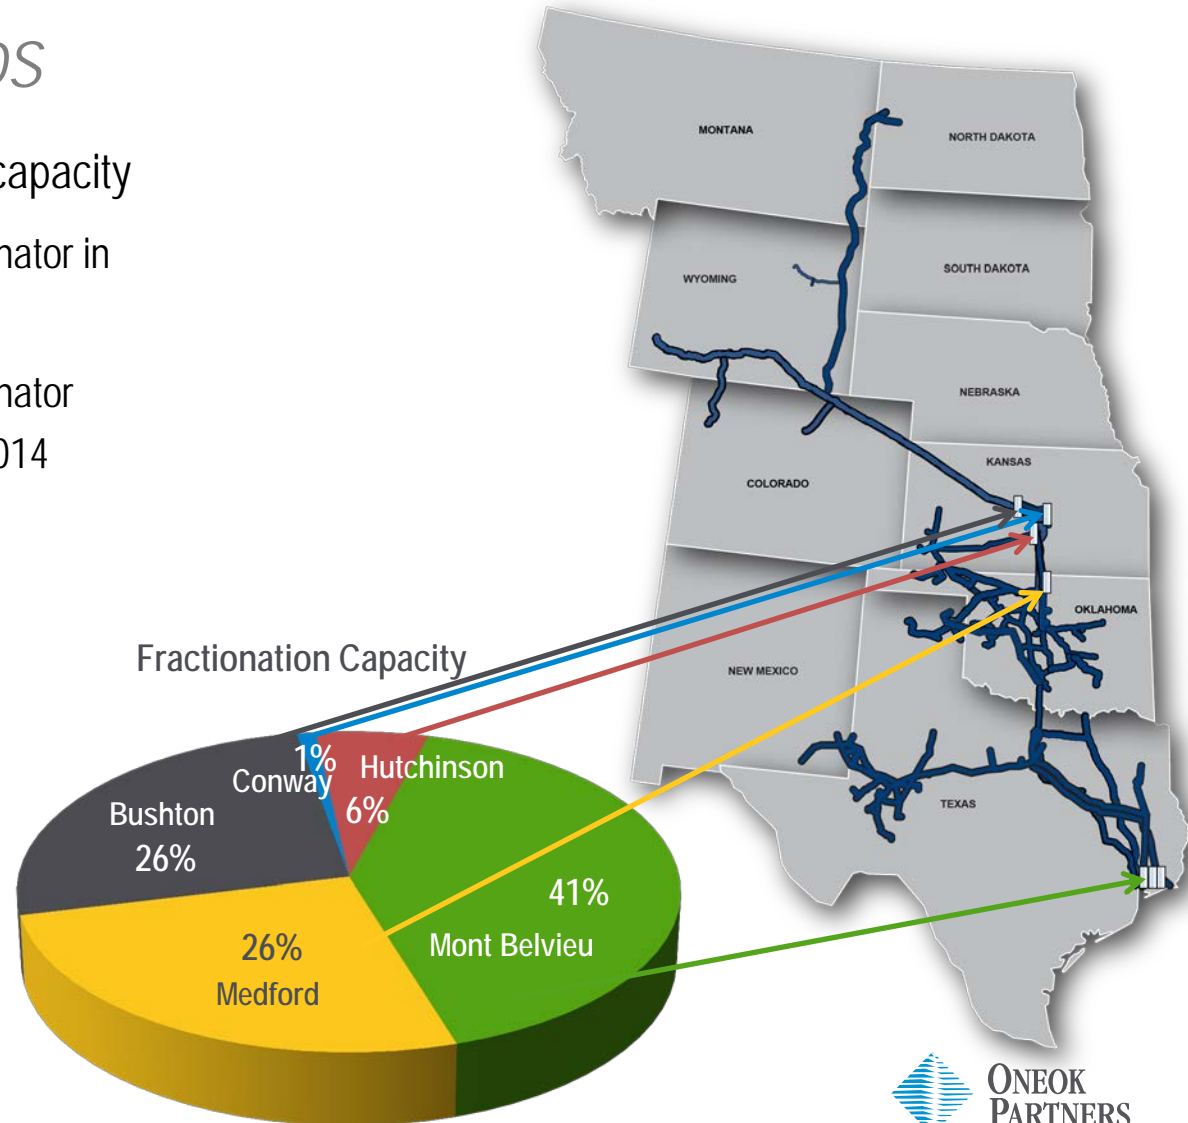 capacity
nator in
nator
014
MONTANA
NORTH DAKOTA
WYOMING
SOUTH DAKOTA
NEBRASKA
KANSAS
COLORADO
OKLAHOMA
NEW MEXICO
TEXAS
Fractionation Capacity
1%
Conway
Hutchinson
6%
Bushton
26%
41%
Mont Belvieu
26%
Medford
ONEOK
PARTNERS